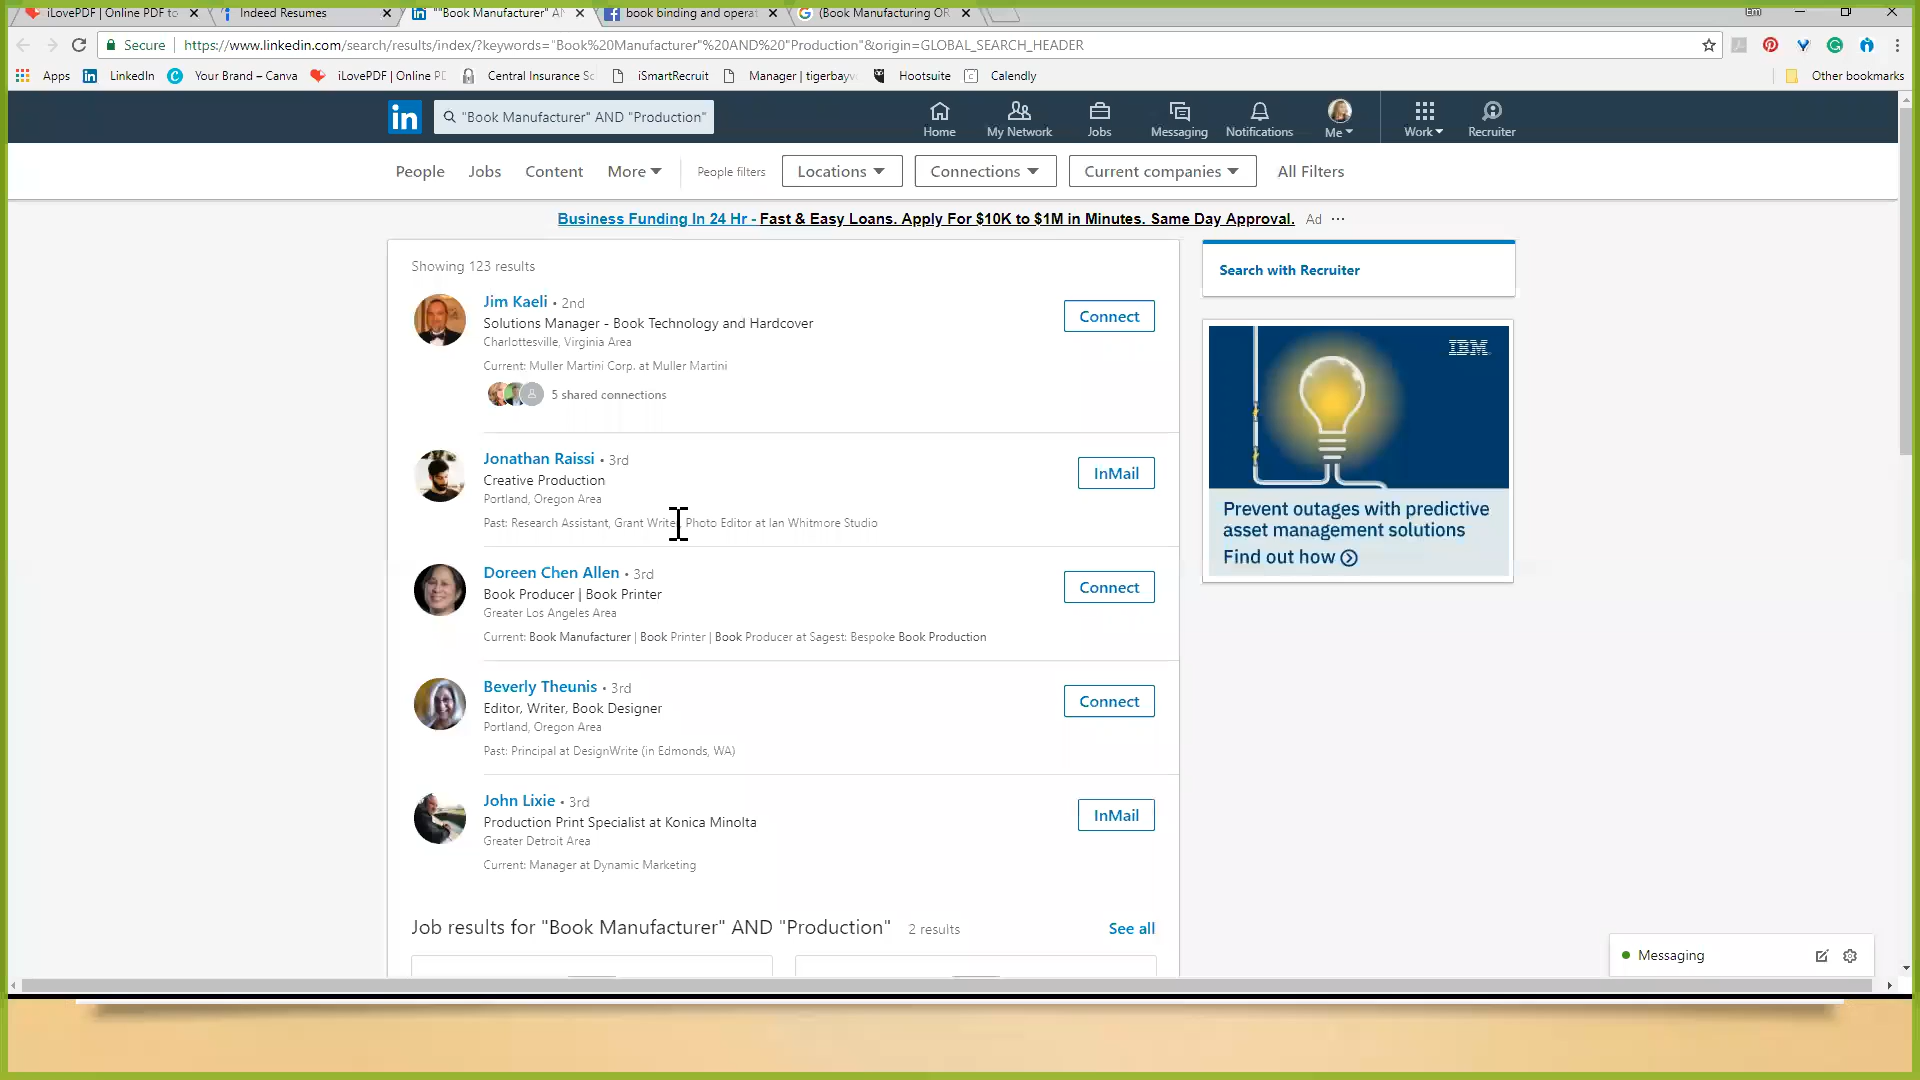 iLovePDF | Online PDF to
Indeed Resumes
""Book Manufacturer" A
book binding and operat
(Book Manufacturing OR
Em
Secure
https://www.linkedin.com/search/results/index/?keywords="Book%20Manufacturer"%20AND%20"Production"&origin=GLOBAL_SEARCH_HEADER
Apps
LinkedIn
Your Brand – Canva
iLovePDF | Online PD
Central Insurance Sc
iSmartRecruit
Manager | tigerbayv
Hootsuite
Calendly
Other bookmarks
in
"Book Manufacturer" AND "Production"
Home
My Network
Jobs
Messaging
Notifications
Me
Work
Recruiter
People
Jobs
Content
More
People filters
Locations
Connections
Current companies
All Filters
Business Funding In 24 Hr - Fast & Easy Loans. Apply For $10K to $1M in Minutes. Same Day Approval. Ad ···
Showing 123 results
Jim Kaeli • 2nd
Solutions Manager - Book Technology and Hardcover
Charlottesville, Virginia Area
Current: Muller Martini Corp. at Muller Martini
5 shared connections
Connect
Jonathan Raissi • 3rd
Creative Production
Portland, Oregon Area
Past: Research Assistant, Grant Writer, Photo Editor at Ian Whitmore Studio
InMail
Doreen Chen Allen • 3rd
Book Producer | Book Printer
Greater Los Angeles Area
Current: Book Manufacturer | Book Printer | Book Producer at Sagest: Bespoke Book Production
Connect
Beverly Theunis • 3rd
Editor, Writer, Book Designer
Portland, Oregon Area
Past: Principal at DesignWrite (in Edmonds, WA)
Connect
John Lixie • 3rd
Production Print Specialist at Konica Minolta
Greater Detroit Area
Current: Manager at Dynamic Marketing
InMail
Job results for "Book Manufacturer" AND "Production" 2 results
See all
Search with Recruiter
IBM
Prevent outages with predictive
asset management solutions
Find out how
Messaging